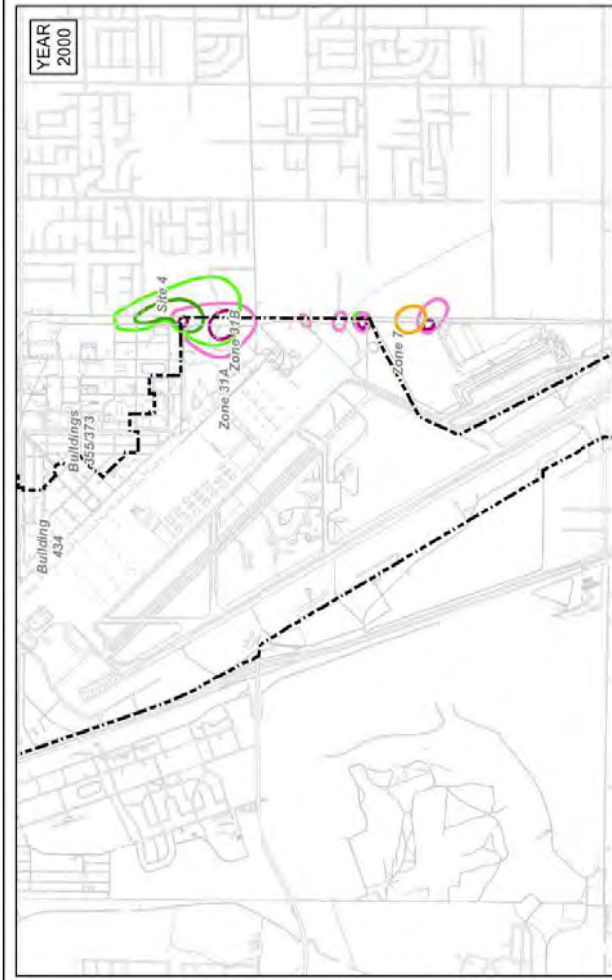 YEAR
2000
Site 4
Zone 31B
Zone 31A
Zone 7
Buildings
355/373
Building
434